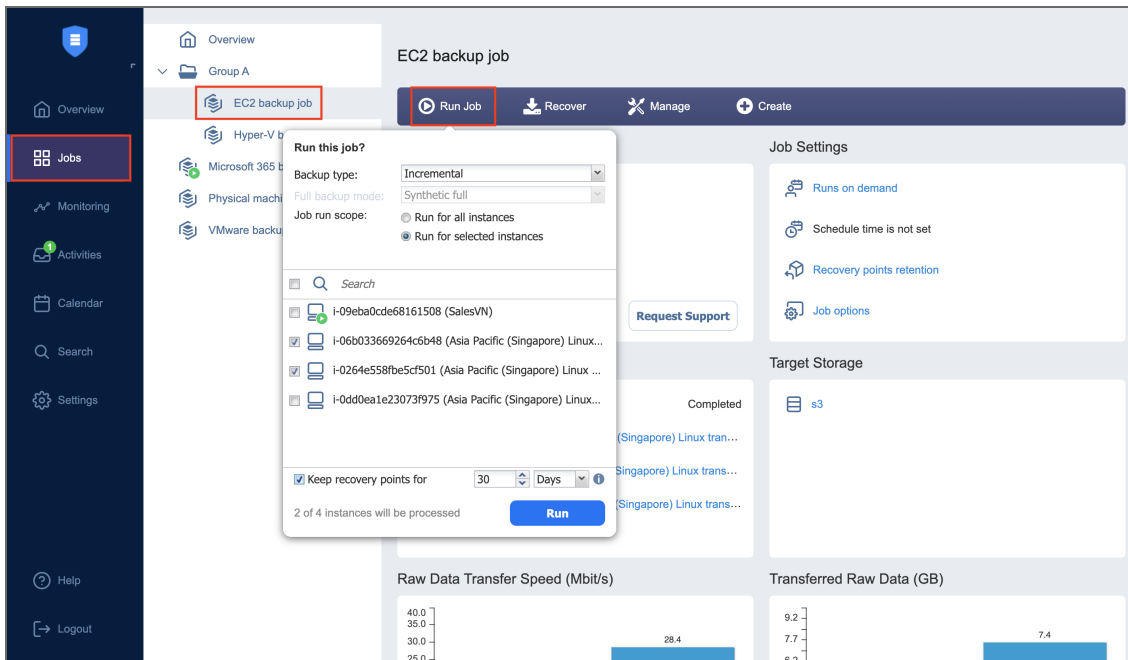 Overview
Jobs
Monitoring
1
Activities
Calendar
Search
Settings
Help
Logout
Overview
Group A
EC2 backup job
Hyper-V b
Microsoft 365 b
Physical machi
VMware backu
EC2 backup job
Run Job
Recover
Manage
Create
Run this job?
Backup type: Incremental
Full backup mode: Synthetic full
Job run scope: Run for all instances
Run for selected instances
Search
i-09eba0cde68161508 (SalesVN)
i-06b033669264c6b48 (Asia Pacific (Singapore) Linux...
i-0264e558fbe5cf501 (Asia Pacific (Singapore) Linux ...
i-0dd0ea1e23073f975 (Asia Pacific (Singapore) Linux...
Keep recovery points for 30 Days
2 of 4 instances will be processed Run
Request Support
Completed
(Singapore) Linux tran...
Singapore) Linux trans...
(Singapore) Linux trans...
Job Settings
Runs on demand
Schedule time is not set
Recovery points retention
Job options
Target Storage
s3
Raw Data Transfer Speed (Mbit/s)
40.0
35.0
30.0
25.0
28.4
Transferred Raw Data (GB)
9.2
7.7
6.2
7.4